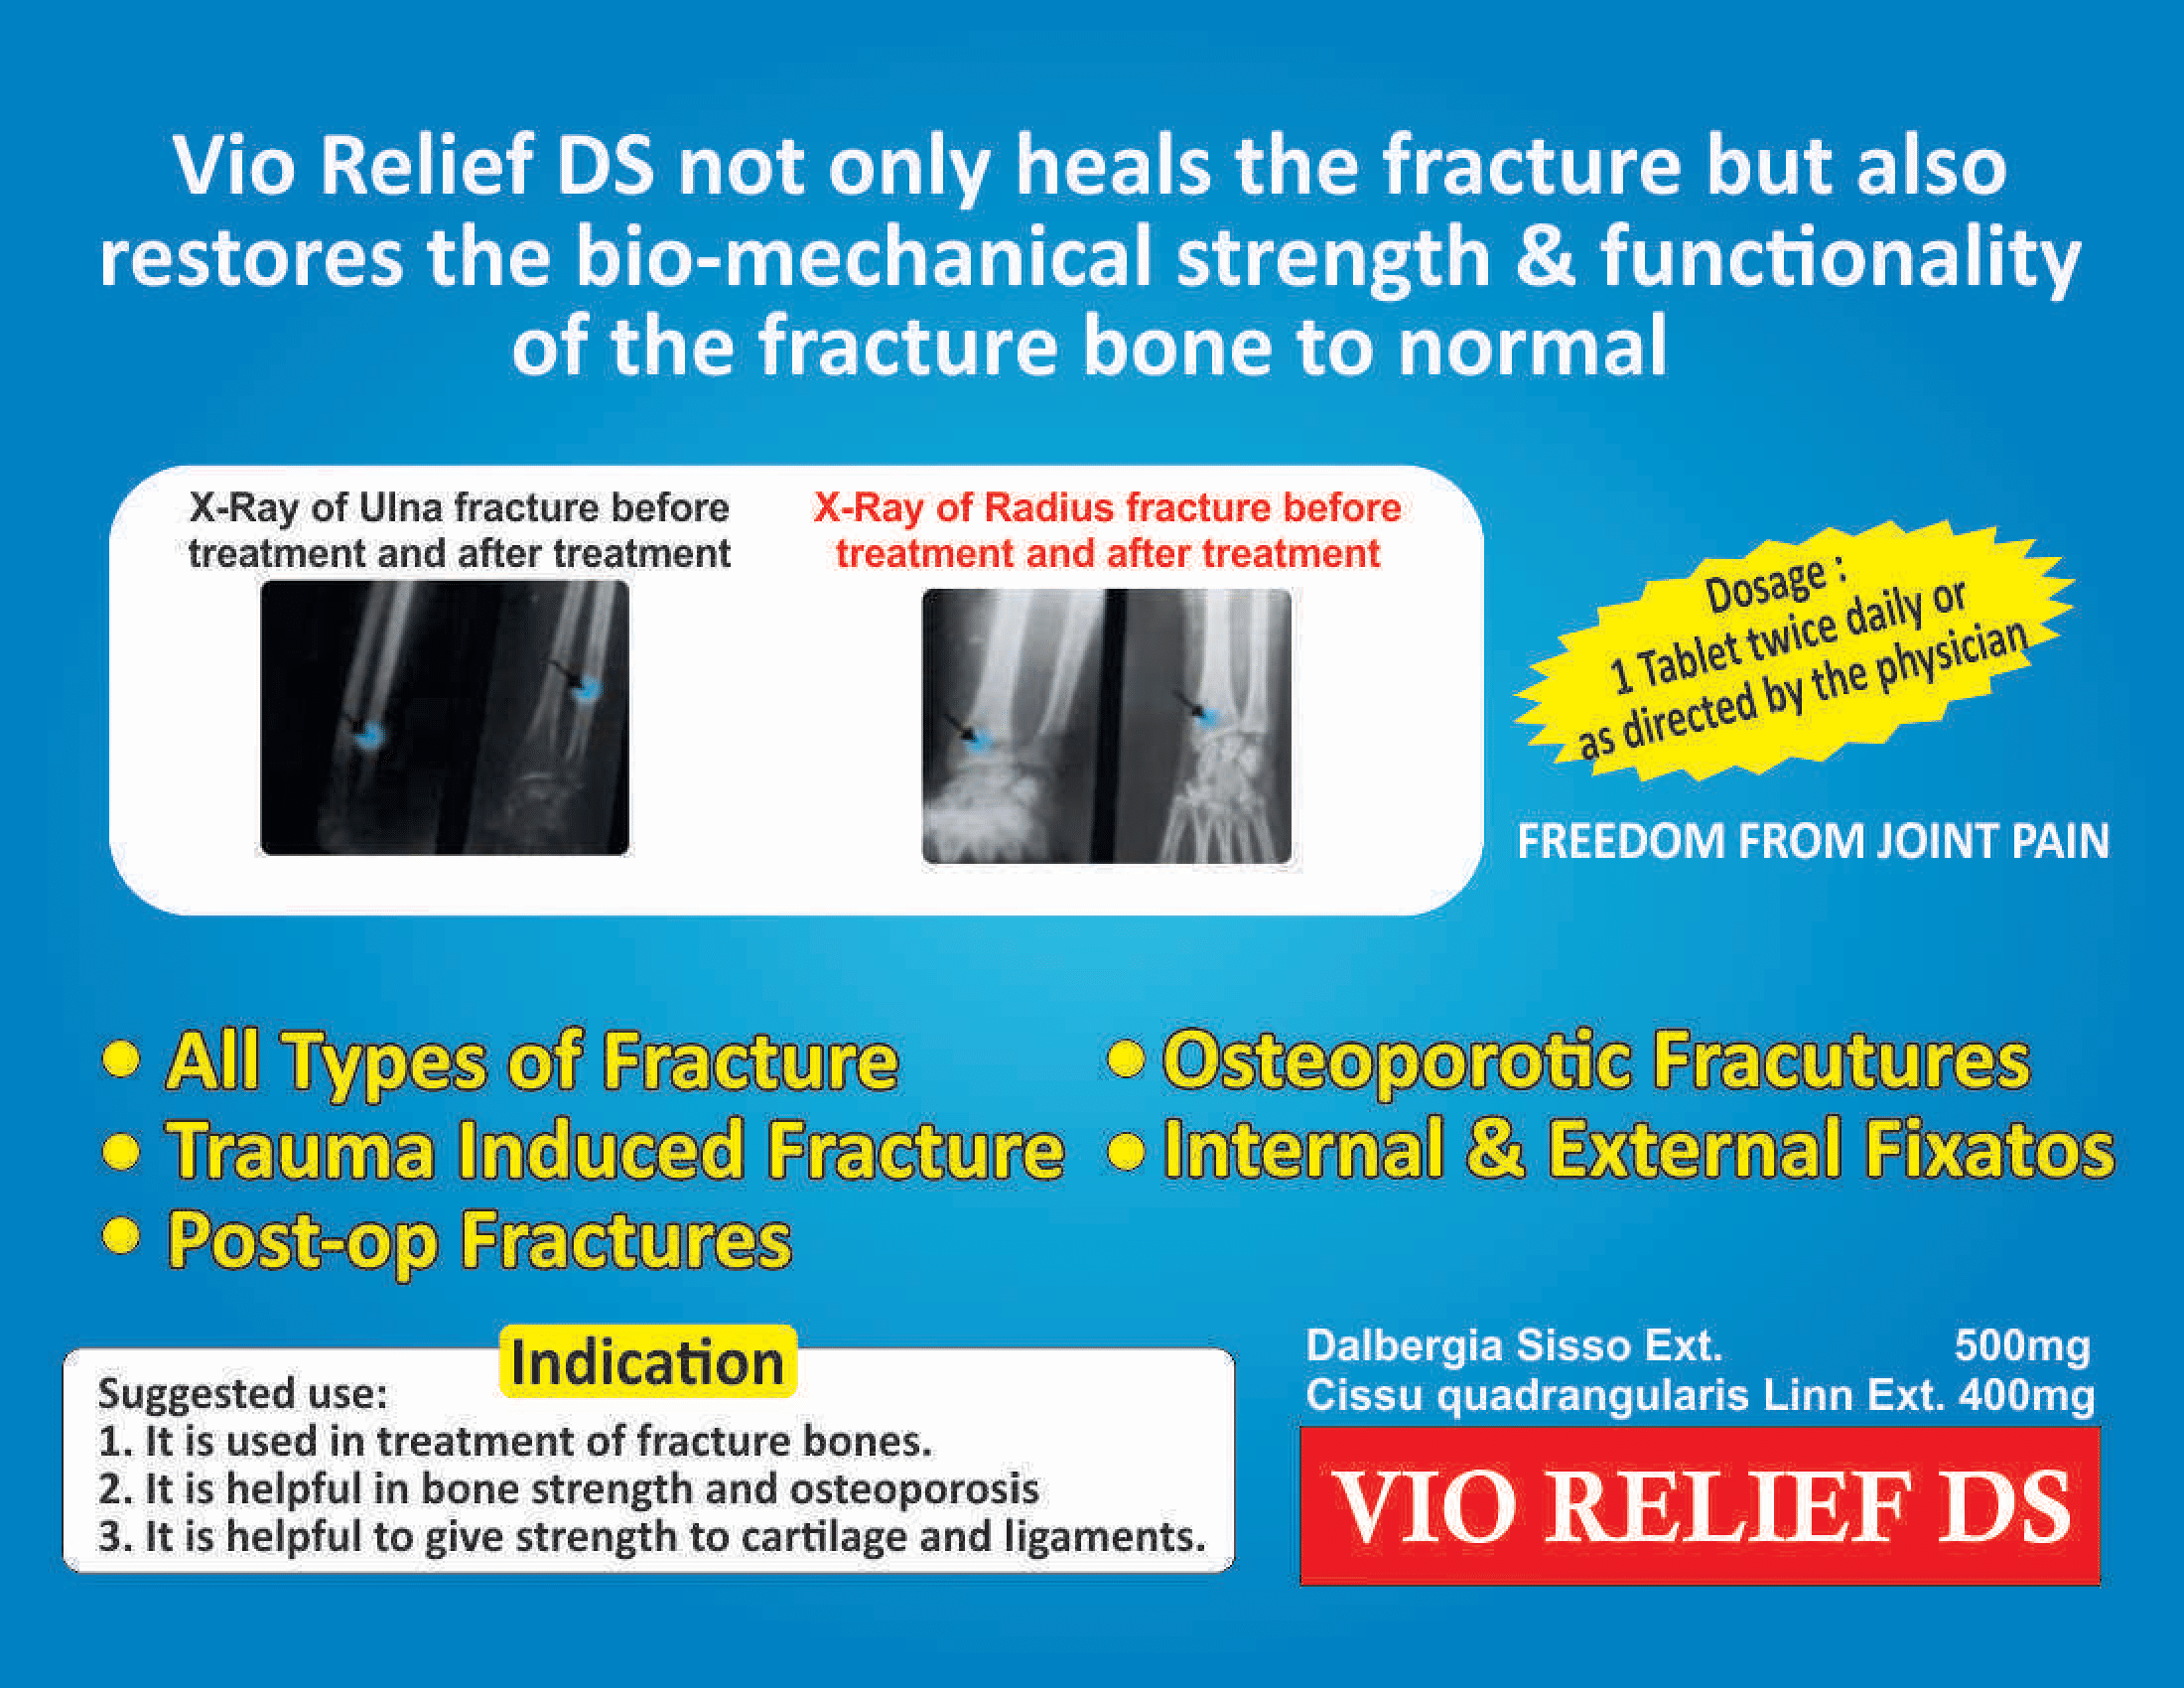 Vio Relief DS not only heals the fracture but also
restores the bio-mechanical strength & functionality
of the fracture bone to normal
X-Ray of Ulna fracture before
treatment and after treatment
X-Ray of Radius fracture before
treatment and after treatment
Dosage :
1 Tablet twice daily or
as directed by the physician
FREEDOM FROM JOINT PAIN
• All Types of Fracture
• Trauma Induced Fracture
• Post-op Fractures
• Osteoporotic Fracutures
• Internal & External Fixatos
Indication
Suggested use:
1. It is used in treatment of fracture bones.
2. It is helpful in bone strength and osteoporosis
3. It is helpful to give strength to cartilage and ligaments.
Dalbergia Sisso Ext. 500mg
Cissu quadrangularis Linn Ext. 400mg
VIO RELIEF DS